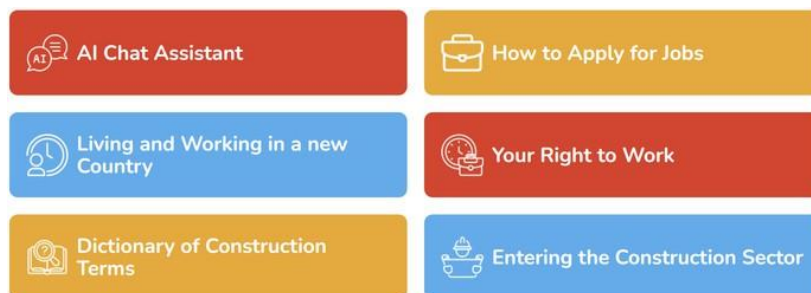 AI
AI Chat Assistant
How to Apply for Jobs
Living and Working in a new
Country
Your Right to Work
Dictionary of Construction
Terms
Entering the Construction Sector